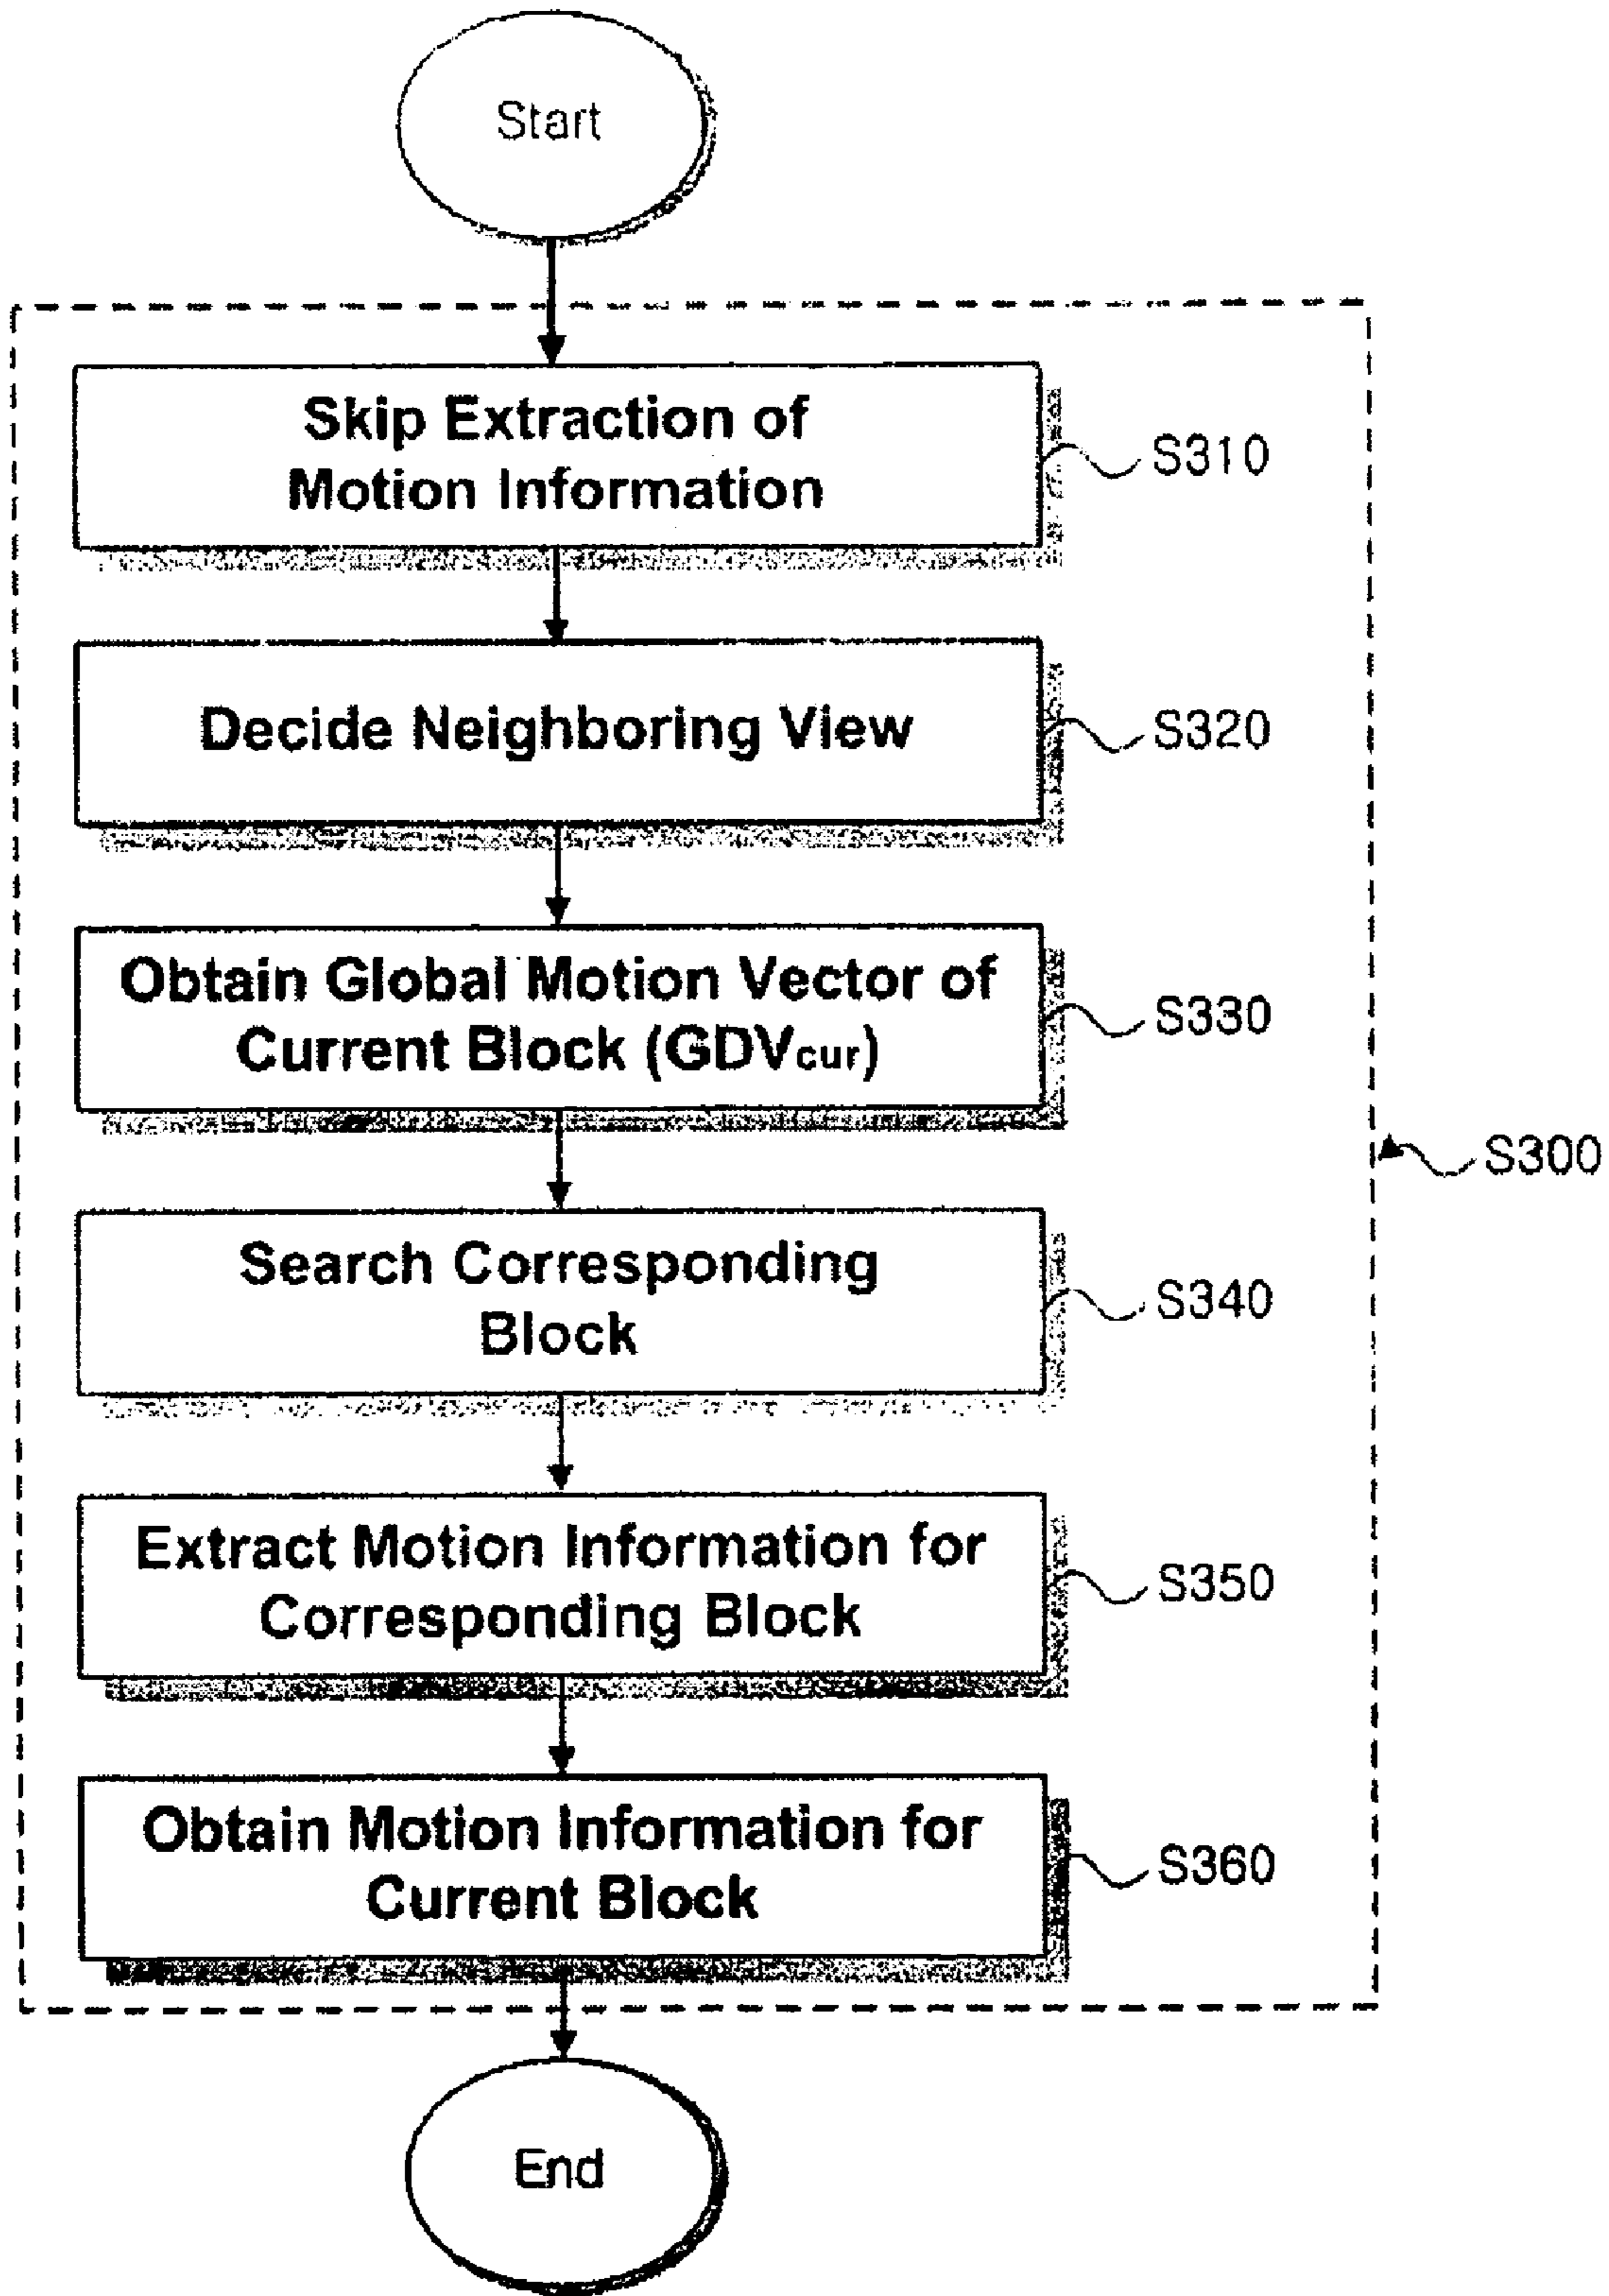 Start
Skip Extraction of
Motion Information
S310
Decide Neighboring View
S320
Obtain Global Motion Vector of
Current Block (GDVcur)
S330
S300
Search Corresponding
Block
S340
Extract Motion Information for
Corresponding Block
S350
Obtain Motion Information for
Current Block
S360
End